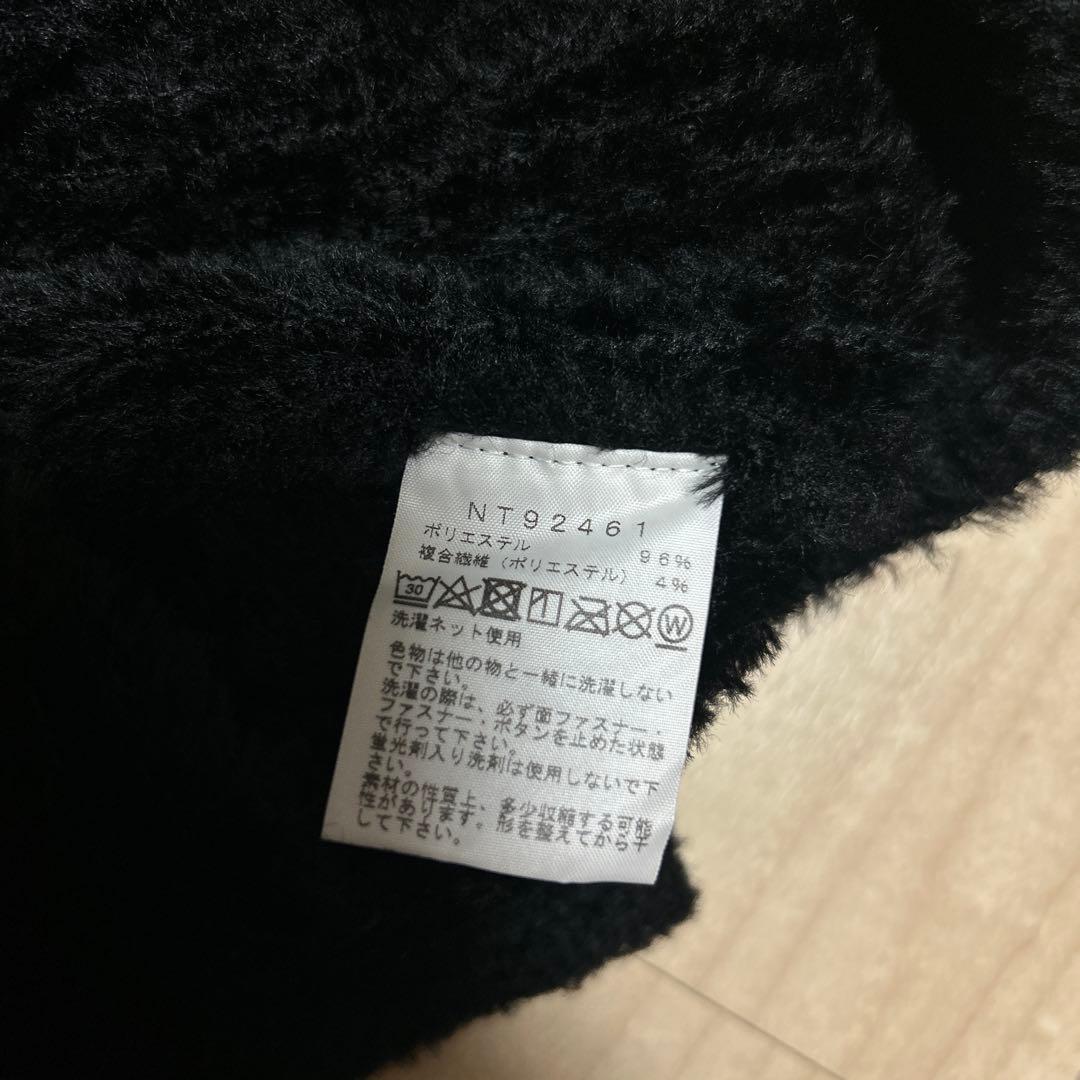 NT92461
ポリエステル 96%
複合繊維(ポリエステル) 4%
30 W
洗濯ネット使用
色物は他の物と一緒に洗濯しない
で下さい。
洗濯の際は、必ず面ファスナー.
ファスナー.ボタンを止めた状態
で行って下さい。
蛍光剤入り洗剤は使用しないで下
さい。
素材の性質上、多少収縮する可能
性があります。形を整えてから干
して下さい。